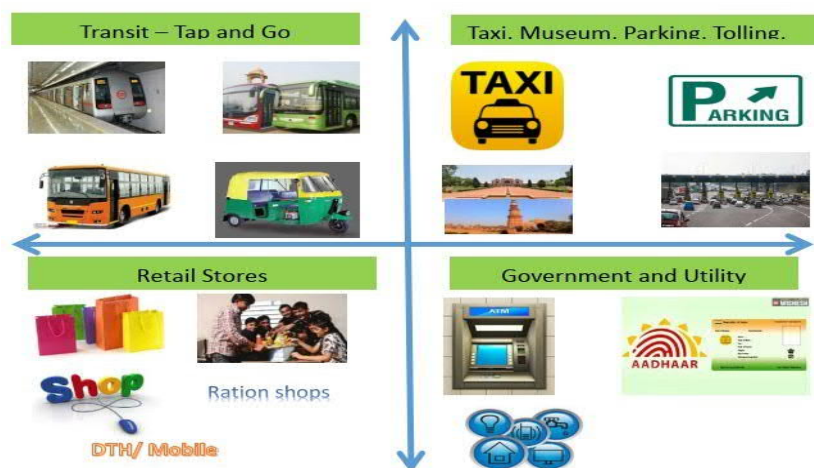 Transit – Tap and Go
Taxi. Museum. Parking. Tolling.
TAXI
PARKING
Retail Stores
Government and Utility
ATM
AADHAAR
Shop
Ration shops
DTH/ Mobile